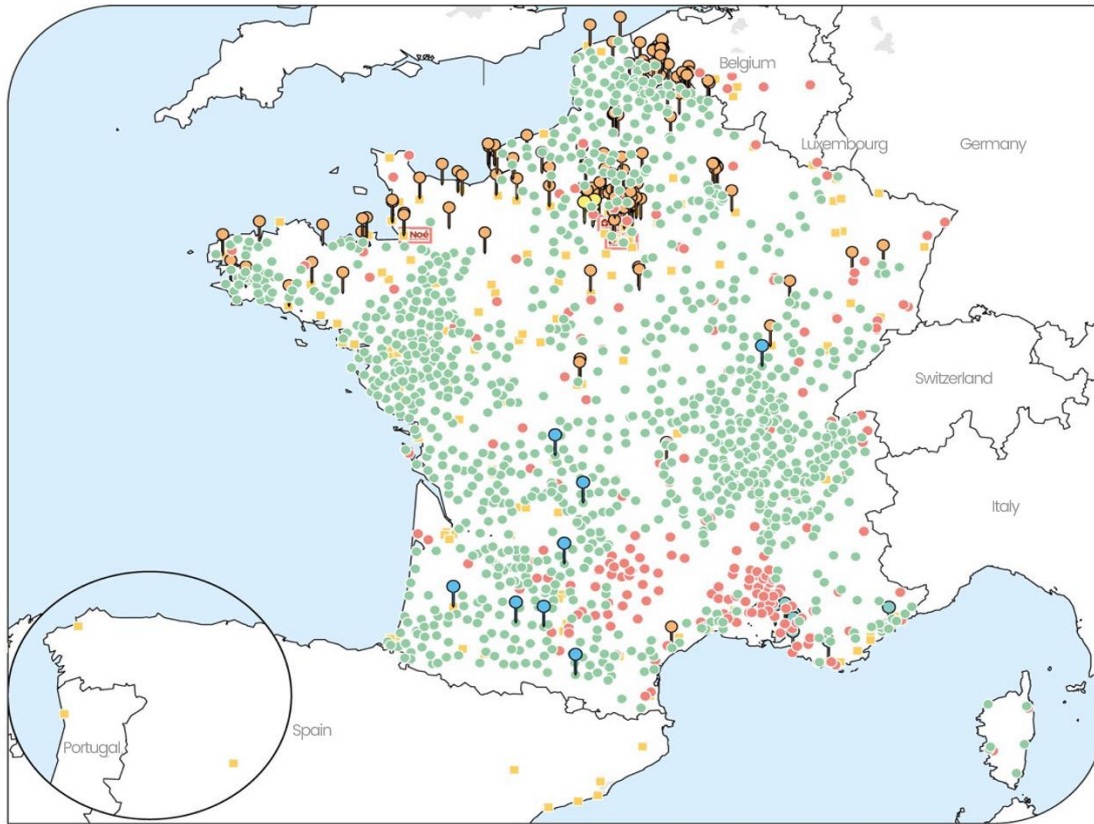 Belgium
Luxembourg
Germany
Noé
Switzerland
Italy
Spain
Portugal